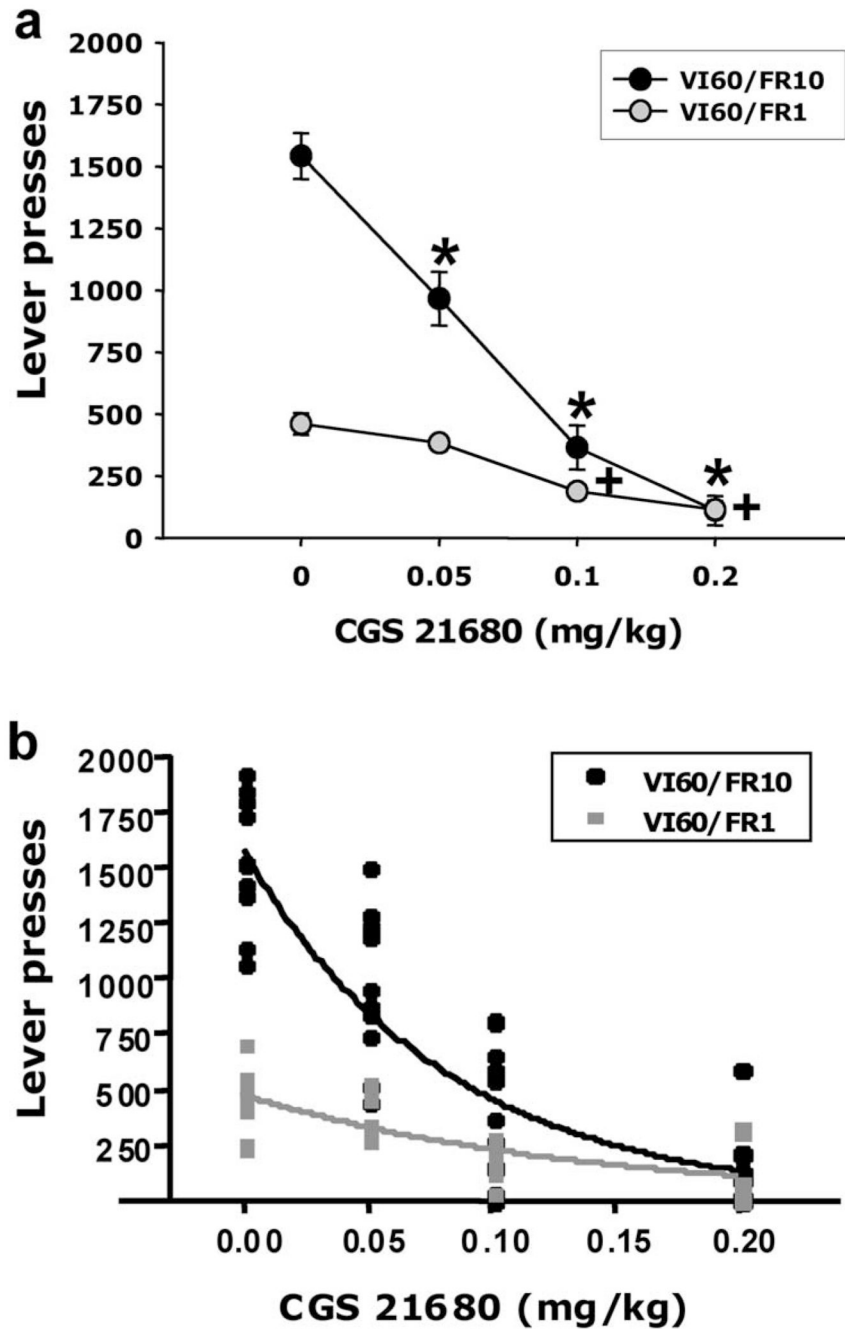 a
2000
1750
1500
1250
1000
750
500
250
0
Lever presses
VI60/FR10
VI60/FR1
*
*
*
+
+
0 0.05 0.1 0.2
CGS 21680 (mg/kg)
b
2000
1750
1500
1250
1000
750
500
250
Lever presses
VI60/FR10
VI60/FR1
0.00 0.05 0.10 0.15 0.20
CGS 21680 (mg/kg)